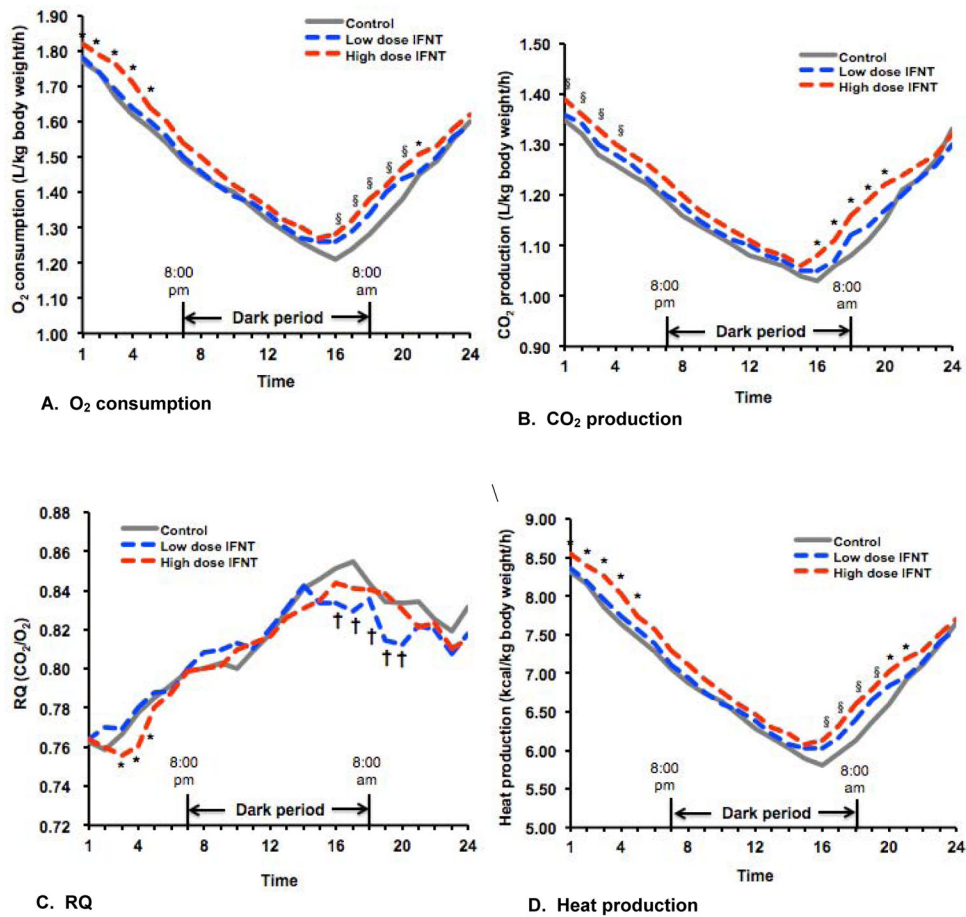 1.90
1.80
1.70
1.60
1.50
1.40
1.30
1.20
1.10
1.00
O2 consumption (L/kg body weight/h)
Control
Low dose IFNT
High dose IFNT
* * * * *
§ § § § § *
8:00 pm
8:00 am
Dark period
1 4 8 12 16 20 24
Time
A. O2 consumption
1.50
1.40
1.30
1.20
1.10
1.00
0.90
CO2 production (L/kg body weight/h)
Control
Low dose IFNT
High dose IFNT
§ § § §
* * * * *
8:00 pm
8:00 am
Dark period
1 4 8 12 16 20 24
Time
B. CO2 production
\
0.88
0.86
0.84
0.82
0.80
0.78
0.76
0.74
0.72
RQ (CO2/O2)
Control
Low dose IFNT
High dose IFNT
* * *
† † † † †
8:00 pm
8:00 am
Dark period
1 4 8 12 16 20 24
Time
C. RQ
9.00
8.50
8.00
7.50
7.00
6.50
6.00
5.50
5.00
Heat production (kcal/kg body weight/h)
Control
Low dose IFNT
High dose IFNT
* * * * *
§ § § § * *
8:00 pm
8:00 am
Dark period
1 4 8 12 16 20 24
Time
D. Heat production